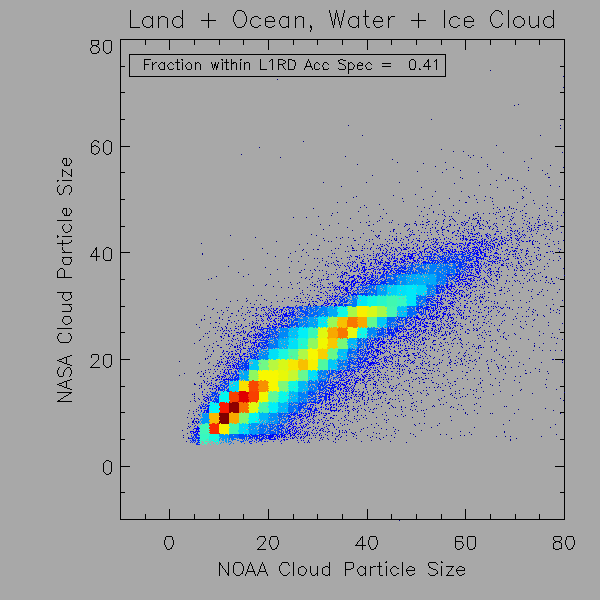 Land + Ocean, Water + Ice Cloud
Fraction within L1RD Acc Spec = 0.41
80
60
40
20
0
NASA Cloud Particle Size
0 20 40 60 80
NOAA Cloud Particle Size